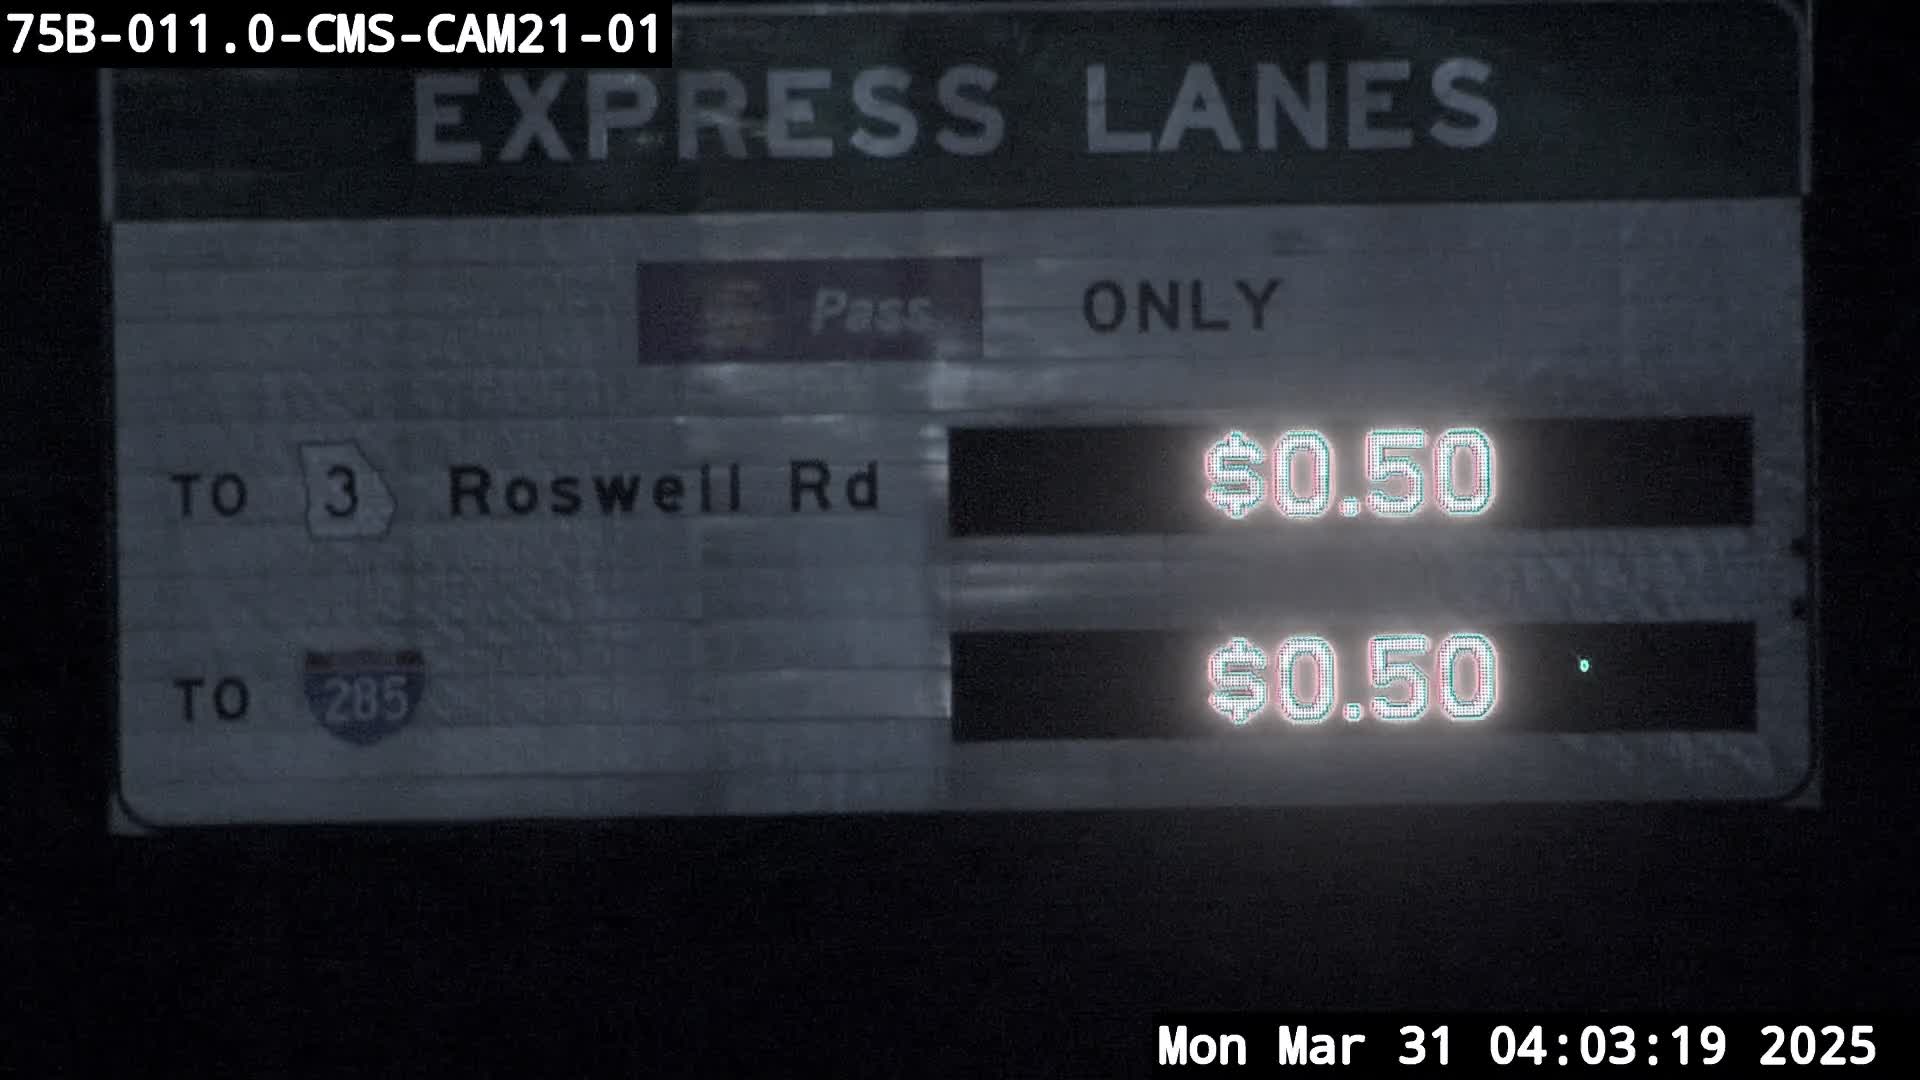 75B-011.0-CMS-CAM21-01
EXPRESS LANES
Pass ONLY
TO 3 Roswell Rd $0.50
TO 285 $0.50
Mon Mar 31 04:03:19 2025